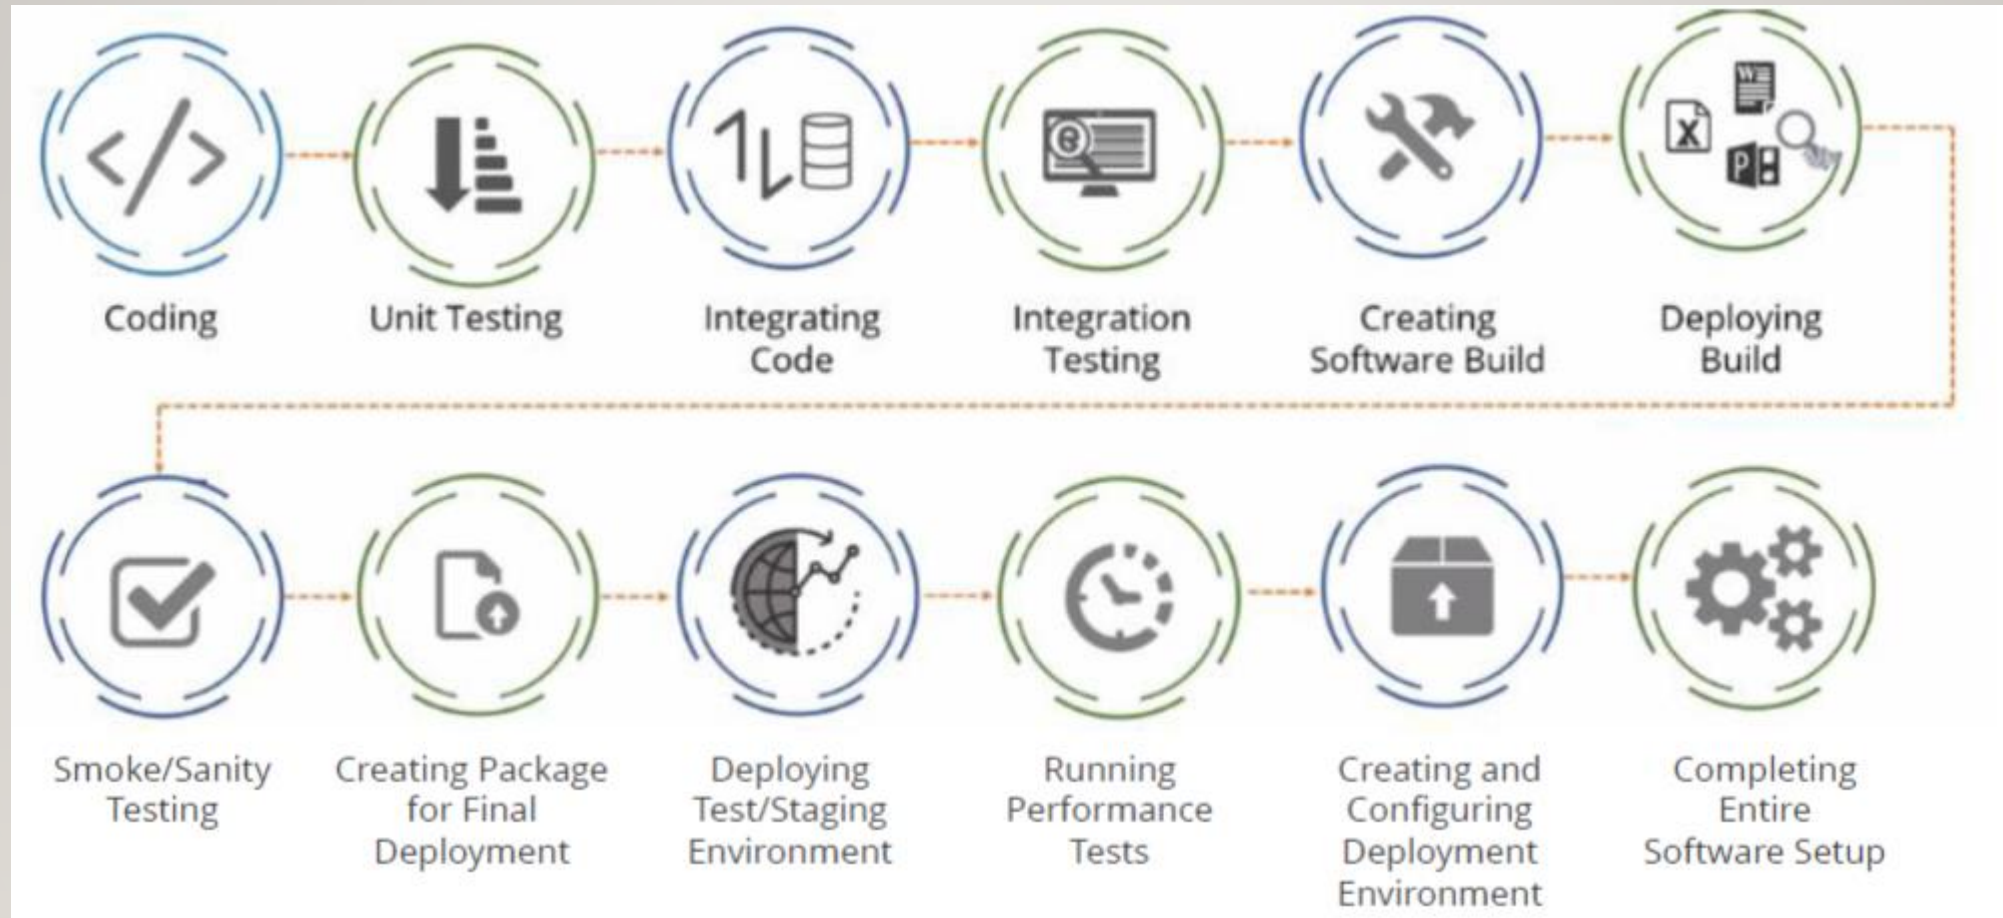 Coding
Unit Testing
Integrating
Code
Integration
Testing
Creating
Software Build
Deploying
Build
Smoke/Sanity
Testing
Creating Package
for Final
Deployment
Deploying
Test/Staging
Environment
Running
Performance
Tests
Creating and
Configuring
Deployment
Environment
Completing
Entire
Software Setup